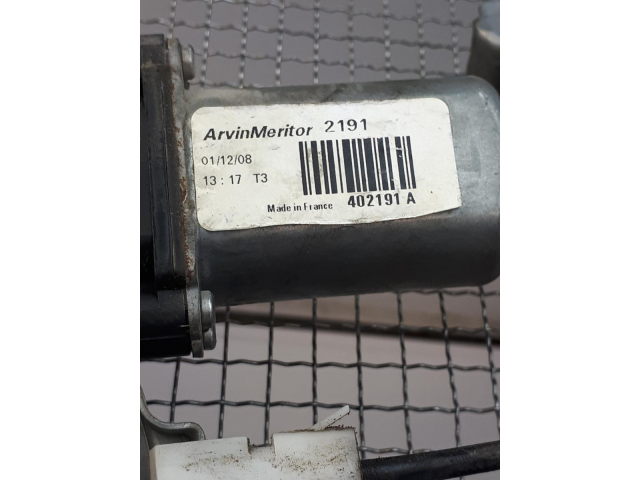 ArvinMeritor 2191
01/12/08
13 : 17 T3
Made in France 402191 A